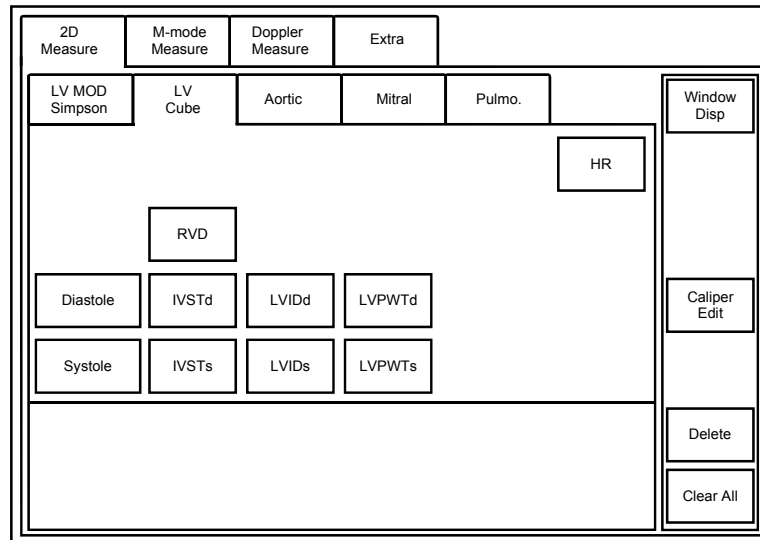 2D
Measure
M-mode
Measure
Doppler
Measure
Extra
LV MOD
Simpson
LV
Cube
Aortic
Mitral
Pulmo.
Window
Disp
HR
RVD
Diastole
IVSTd
LVIDd
LVPWTd
Caliper
Edit
Systole
IVSTs
LVIDs
LVPWTs
Delete
Clear All